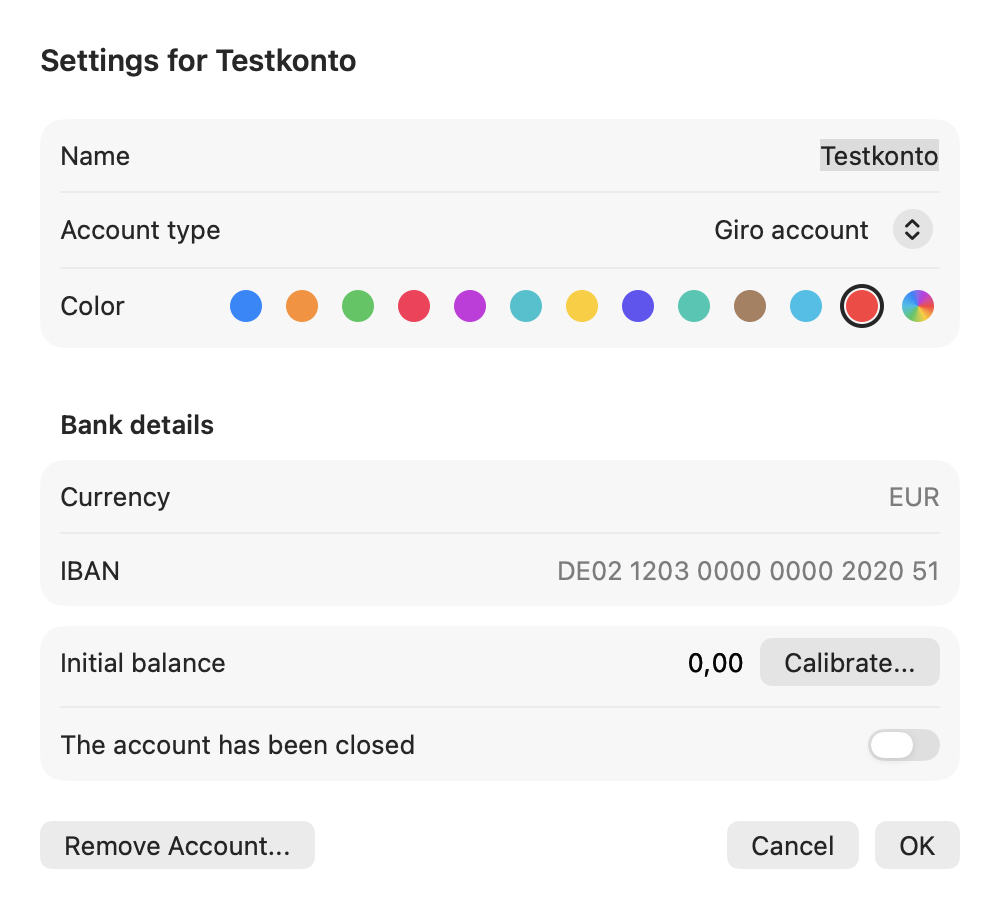 Settings for Testkonto
Name Testkonto
Account type Giro account
Color
Bank details
Currency EUR
IBAN DE02 1203 0000 0000 2020 51
Initial balance 0,00 Calibrate...
The account has been closed
Remove Account... Cancel OK